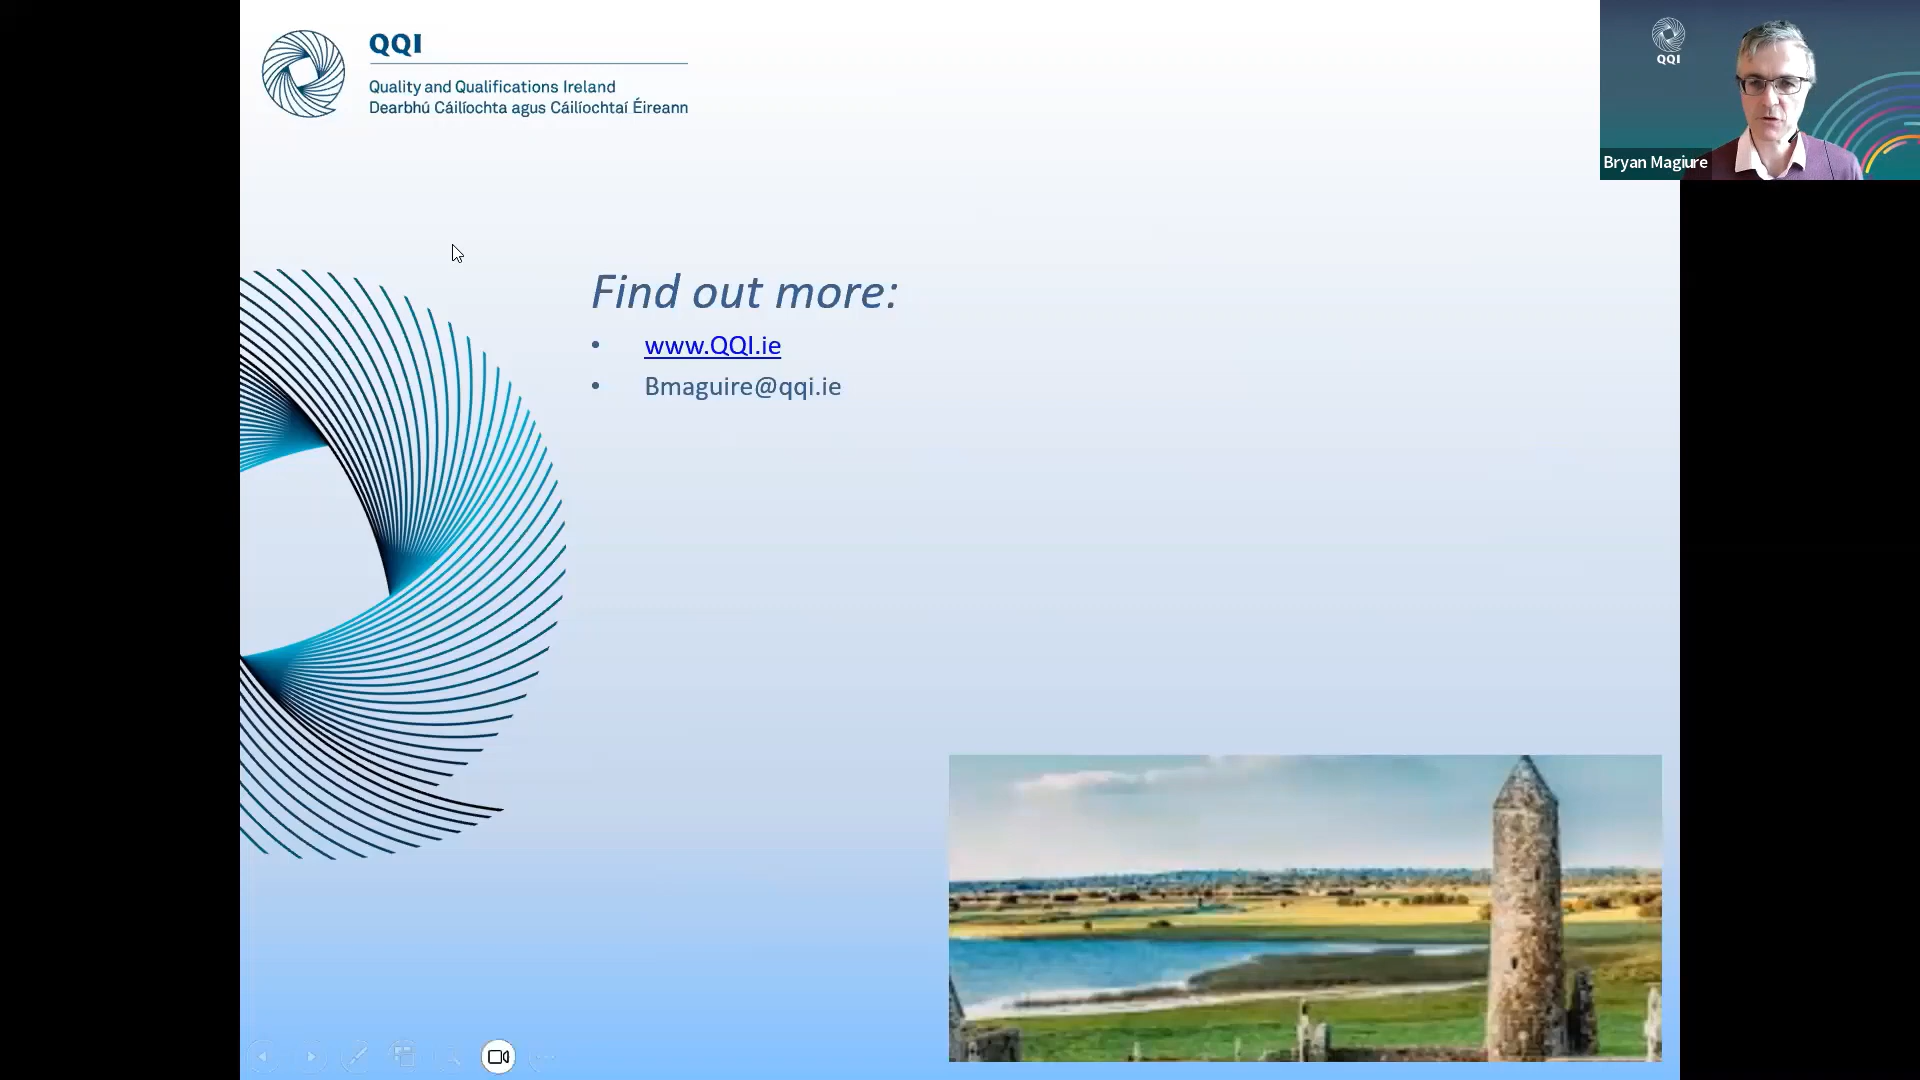 QQI
Quality and Qualifications Ireland
Dearbhú Cáilíochta agus Cáilíochtaí Éireann
QQI
Bryan Magiure
Find out more:
• www.QQI.ie
• Bmaguire@qqi.ie